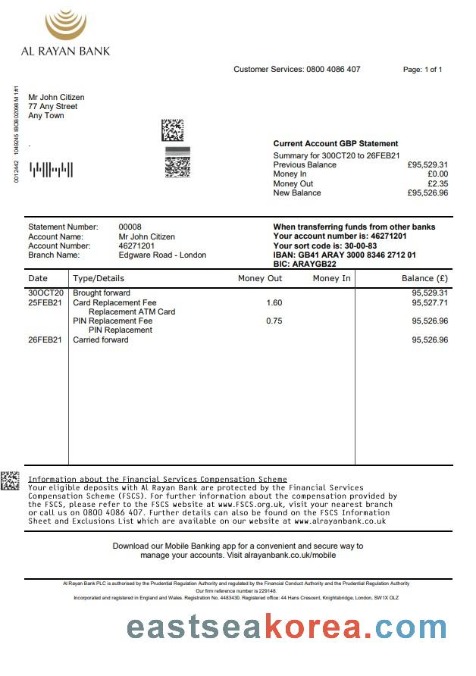 AL RAYAN BANK
Customer Services: 0800 4086 407 Page: 1 of 1
Mr John Citizen
77 Any Street
Any Town
Current Account GBP Statement
Summary for 30OCT20 to 26FEB21
Previous Balance £95,529.31
Money In £0.00
Money Out £2.35
New Balance £95,526.96
Statement Number: 00008
Account Name: Mr John Citizen
Account Number: 46271201
Branch Name: Edgware Road - London
When transferring funds from other banks
Your account number is: 46271201
Your sort code is: 30-00-83
IBAN: GB41 ARAY 3000 8346 2712 01
BIC: ARAYGB22
Date Type/Details Money Out Money In Balance (£)
30OCT20 Brought forward 95,529.31
25FEB21 Card Replacement Fee 1.60 95,527.71
Replacement ATM Card
PIN Replacement Fee 0.75 95,526.96
PIN Replacement
26FEB21 Carried forward 95,526.96
Information about the Financial Services Compensation Scheme
Your eligible deposits with Al Rayan Bank are protected by the Financial Services
Compensation Scheme (FSCS). For further information about the compensation provided by
the FSCS, please refer to the FSCS website at www.FSCS.org.uk, visit your nearest branch
or call us on 0800 4086 407. Further details can also be found on the FSCS Information
Sheet and Exclusions List which are available on our website at www.alrayanbank.co.uk
Download our Mobile Banking app for a convenient and secure way to
manage your accounts. Visit alrayanbank.co.uk/mobile
Al Rayan Bank PLC is authorised by the Prudential Regulation Authority and regulated by the Financial Conduct Authority and the Prudential Regulation Authority.
Our firm reference number is 229148.
Incorporated and registered in England and Wales. Registration No. 4483430. Registered office: 44 Hans Crescent, Knightsbridge, London, SW1X 0LZ
eastseakorea.com